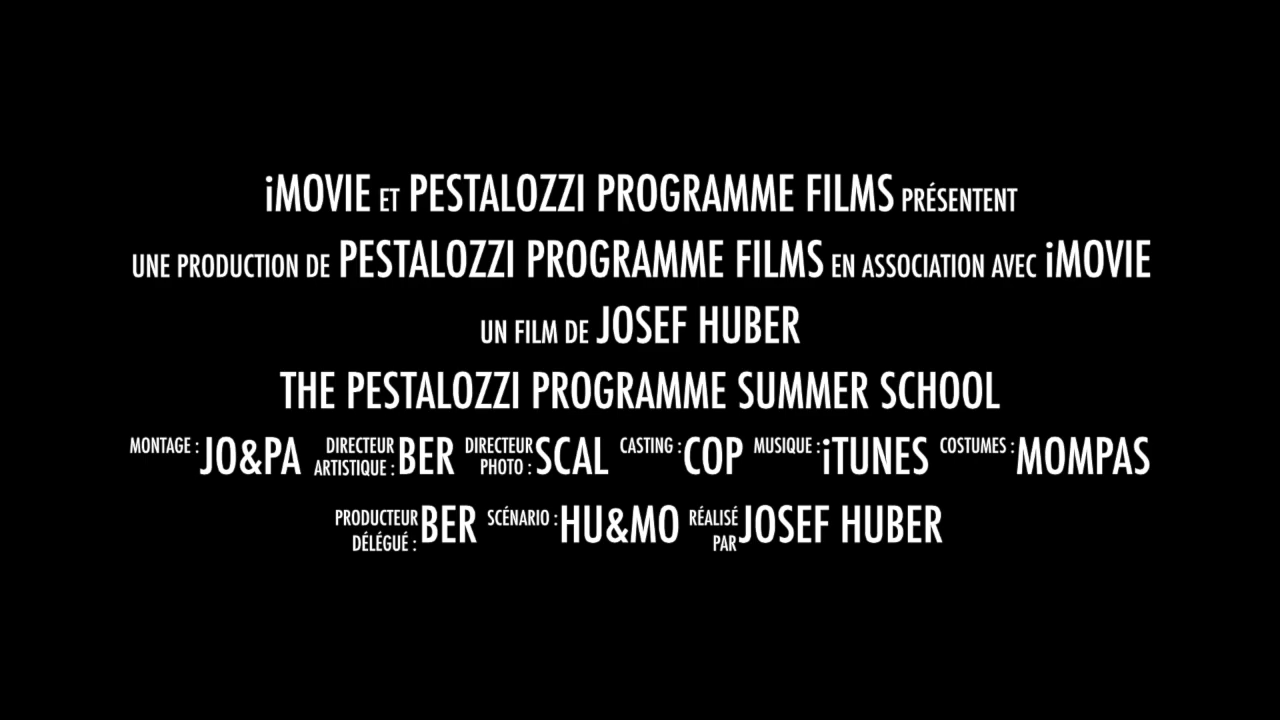 iMOVIE ET PESTALOZZI PROGRAMME FILMS PRÉSENTENT
UNE PRODUCTION DE PESTALOZZI PROGRAMME FILMS EN ASSOCIATION AVEC iMOVIE
UN FILM DE JOSEF HUBER
THE PESTALOZZI PROGRAMME SUMMER SCHOOL
MONTAGE : JO&PA DIRECTEUR ARTISTIQUE : BER DIRECTEUR PHOTO : SCAL CASTING : COP MUSIQUE : iTUNES COSTUMES : MOMPAS
PRODUCTEUR DÉLÉGUÉ : BER SCÉNARIO : HU&MO RÉALISÉ PAR JOSEF HUBER